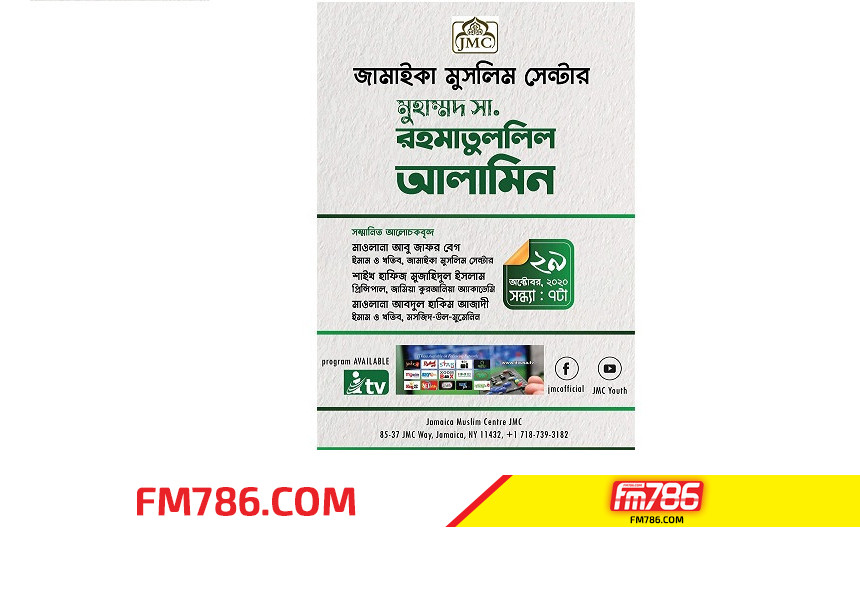 JMC
জামাইকা মুসলিম সেন্টার
মুহাম্মদ সা.
রহমাতুললিল
আলামিন
সম্মানিত আলোচকবৃন্দ
মাওলানা আবু জাফর বেগ
ইমাম ও খতিব, জামাইকা মুসলিম সেন্টার
শাইখ হাফিজ মুজাহিদুল ইসলাম
প্রিন্সিপাল, জামিয়া কুরআনিয়া অ্যাকাডেমি
মাওলানা আবদুল হাকিম আজাদী
ইমাম ও খতিব, মসজিদ-উল-মুমেনিন
২৯
অক্টোবর, ২০২০
সন্ধ্যা : ৭টা
program AVAILABLE
itv
jmcofficial
JMC Youth
Jamaica Muslim Centre JMC
85-37 JMC Way, Jamaica, NY 11432, +1 718-739-3182
FM786.COM
fm786
FM786.COM